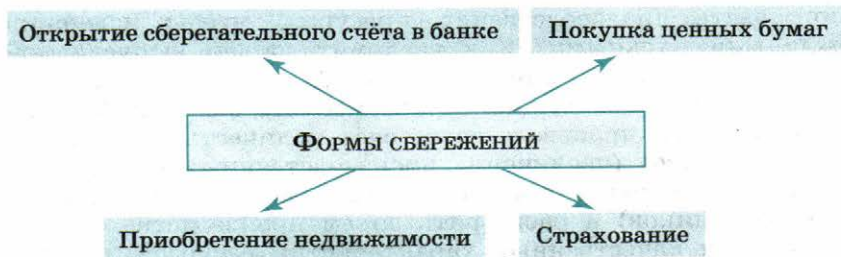 Открытие сберегательного счёта в банке
Покупка ценных бумаг
Формы сбережений
Приобретение недвижимости
Страхование